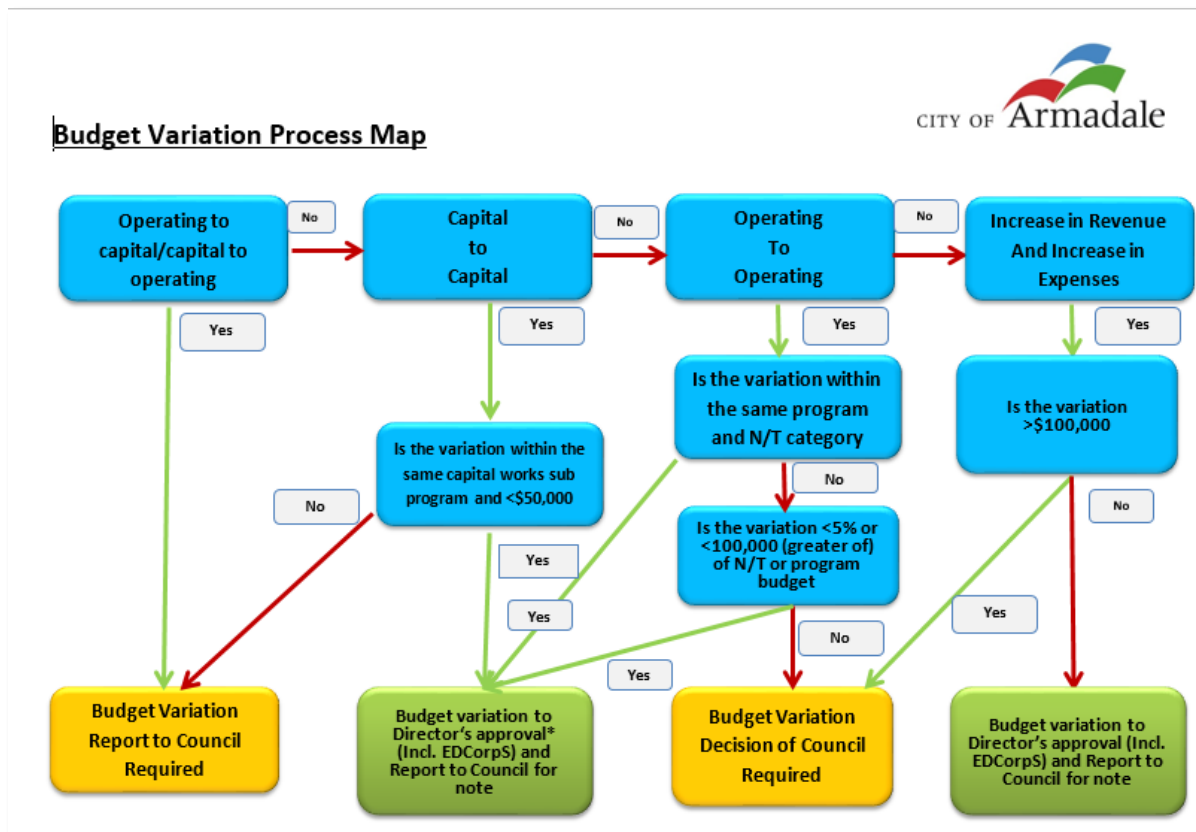 CITY OF Armadale
Budget Variation Process Map
Operating to
capital/capital to
operating
No
Capital
to
Capital
No
Operating
To
Operating
No
Increase in Revenue
And Increase in
Expenses
Yes
Yes
Yes
Yes
Is the variation within
the same program
and N/T category
Is the variation
>$100,000
Is the variation within the
same capital works sub
program and <$50,000
No
No
No
Is the variation <5% or
<100,000 (greater of)
of N/T or program
budget
Yes
Yes
Yes
No
Yes
Budget Variation
Report to Council
Required
Budget variation to
Director's approval*
(Incl. EDCorpS) and
Report to Council for
note
Budget Variation
Decision of Council
Required
Budget variation to
Director's approval (Incl.
EDCorpS) and Report to
Council for note